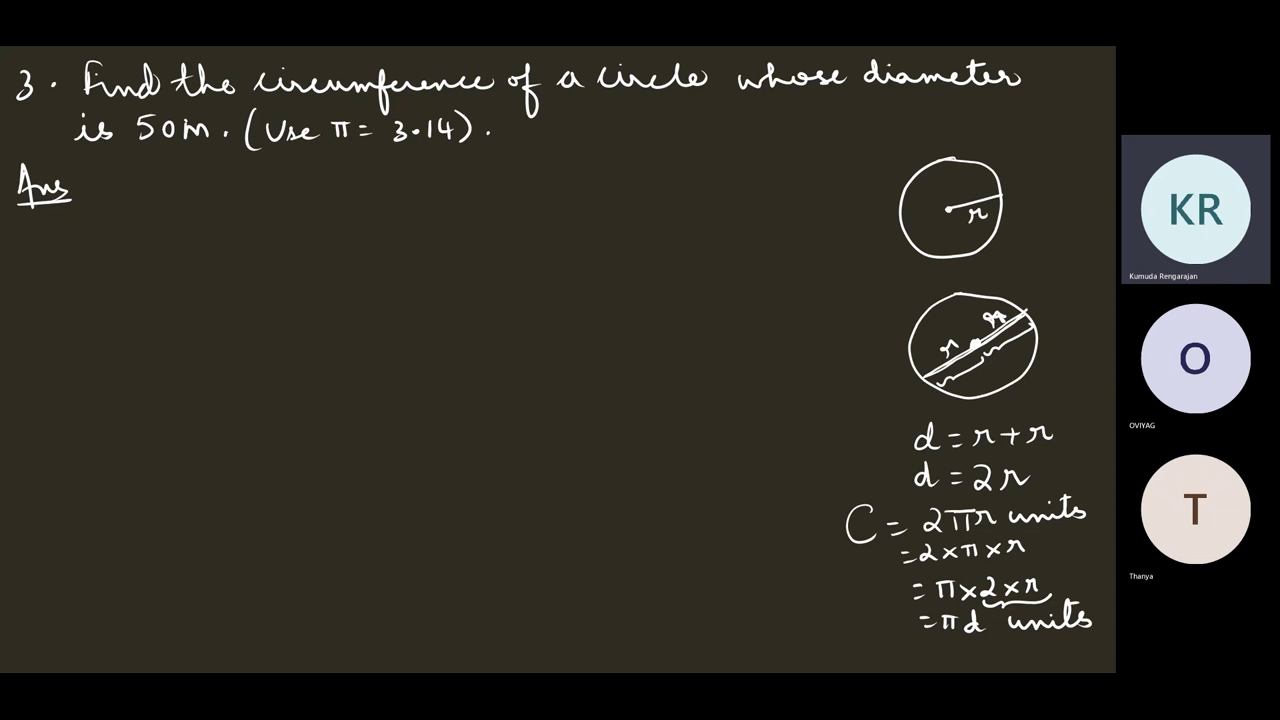 3. Find the circumference of a circle whose diameter
is 50m. (Use π = 3.14).
Ans
r
r r
d = r + r
d = 2r
C = 2πr units
= 2 × π × r
= π × 2 × r
= πd units
KR
Kumuda Rengarajan
O
OVIYAG
T
Thanya